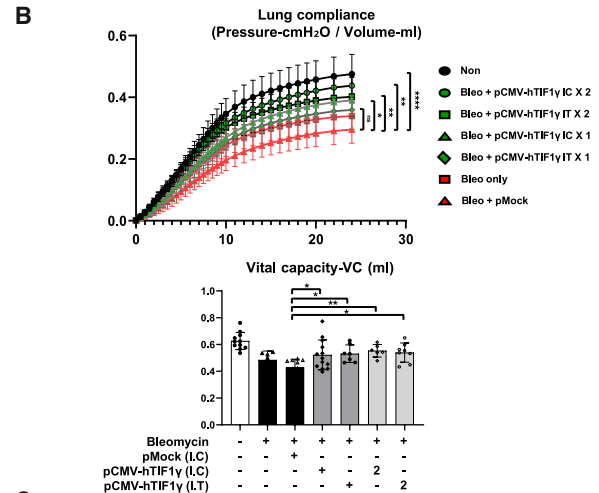 B
Lung compliance
(Pressure-cmH₂O / Volume-ml)
0.6
0.4
0.2
0.0
0 10 20 30
ns * ** ** ****
Non
Bleo + pCMV-hTIF1γ IC X 2
Bleo + pCMV-hTIF1γ IT X 2
Bleo + pCMV-hTIF1γ IC X 1
Bleo + pCMV-hTIF1γ IT X 1
Bleo only
Bleo + pMock
Vital capacity-VC (ml)
*
*
**
*
1.0
0.8
0.6
0.4
0.2
0.0
Bleomycin - + + + + + +
pMock (I.C) - - + - - - -
pCMV-hTIF1γ (I.C) - - - + - 2 -
pCMV-hTIF1γ (I.T) - - - - + - 2